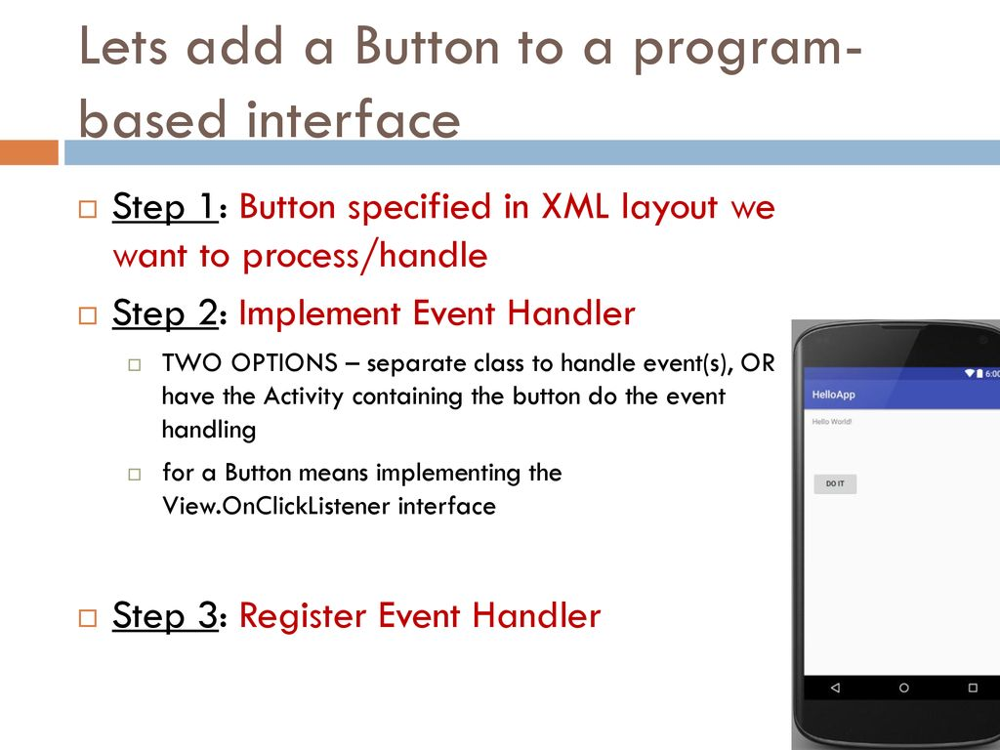 Lets add a Button to a program-
based interface
Step 1: Button specified in XML layout we
want to process/handle
Step 2: Implement Event Handler
TWO OPTIONS – separate class to handle event(s), OR
have the Activity containing the button do the event
handling
for a Button means implementing the
View.OnClickListener interface
Step 3: Register Event Handler
6:00
HelloApp
Hello World!
DO IT